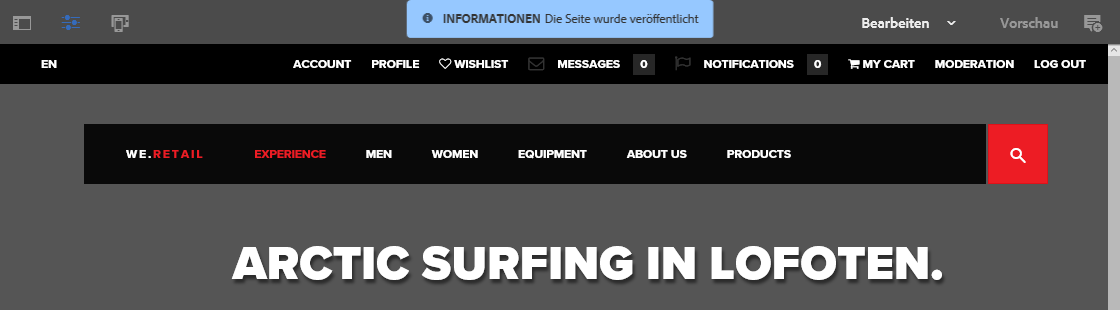 INFORMATIONEN Die Seite wurde veröffentlicht
Bearbeiten Vorschau
EN ACCOUNT PROFILE WISHLIST MESSAGES 0 NOTIFICATIONS 0 MY CART MODERATION LOG OUT
WE.RETAIL EXPERIENCE MEN WOMEN EQUIPMENT ABOUT US PRODUCTS
ARCTIC SURFING IN LOFOTEN.